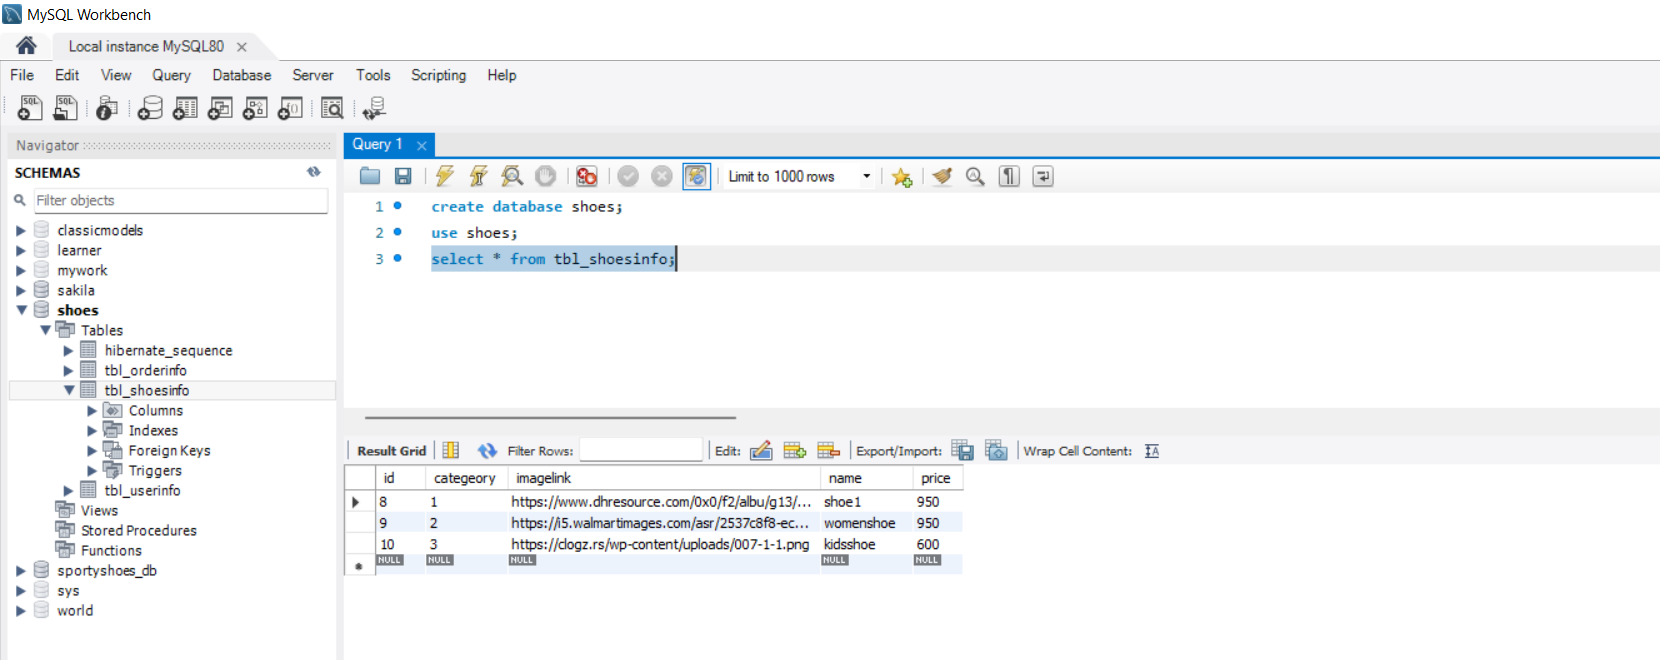 MySQL Workbench
Local instance MySQL80
File Edit View Query Database Server Tools Scripting Help
SQL SQL
Navigator
Query 1
SCHEMAS
Filter objects
Limit to 1000 rows
classicmodels
learner
mywork
sakila
shoes
Tables
hibernate_sequence
tbl_orderinfo
tbl_shoesinfo
Columns
Indexes
Foreign Keys
Triggers
tbl_userinfo
Views
Stored Procedures
Functions
sportyshoes_db
sys
world
1 create database shoes;
2 use shoes;
3 select * from tbl_shoesinfo;
Result Grid Filter Rows: Edit: Export/Import: Wrap Cell Content:
id categeory imagelink name price
8 1 https://www.dhresource.com/0x0/f2/albu/g13/... shoe1 950
9 2 https://i5.walmartimages.com/asr/2537c8f8-ec... womenshoe 950
10 3 https://clogz.rs/wp-content/uploads/007-1-1.png kidsshoe 600
NULL NULL NULL NULL NULL